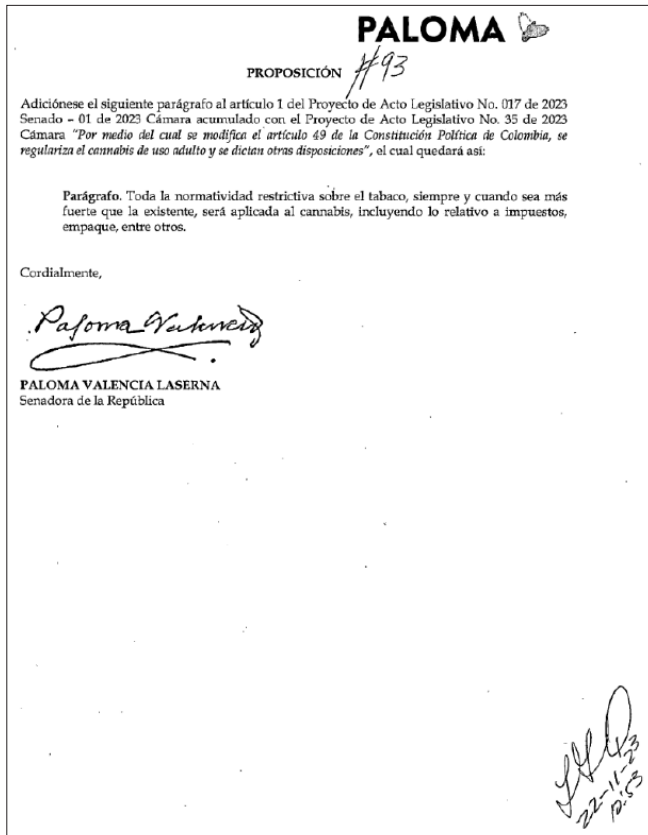 PALOMA
PROPOSICIÓN #93
Adiciónese el siguiente parágrafo al artículo 1 del Proyecto de Acto Legislativo No. 017 de 2023
Senado – 01 de 2023 Cámara acumulado con el Proyecto de Acto Legislativo No. 35 de 2023
Cámara "Por medio del cual se modifica el artículo 49 de la Constitución Política de Colombia, se
regulariza el cannabis de uso adulto y se dictan otras disposiciones", el cual quedará así:
Parágrafo. Toda la normatividad restrictiva sobre el tabaco, siempre y cuando sea más
fuerte que la existente, será aplicada al cannabis, incluyendo lo relativo a impuestos,
empaque, entre otros.
Cordialmente,
Paloma Valencia
PALOMA VALENCIA LASERNA
Senadora de la República
22-11-23